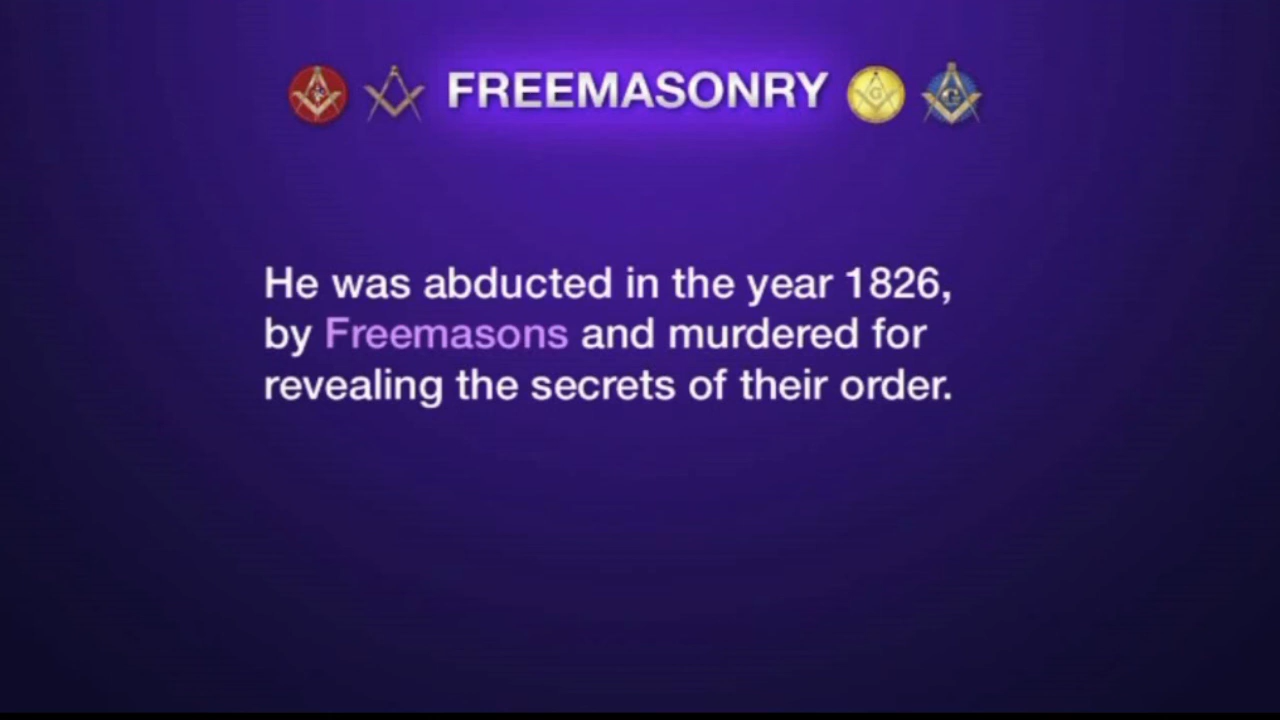 FREEMASONRY
He was abducted in the year 1826,
by Freemasons and murdered for
revealing the secrets of their order.